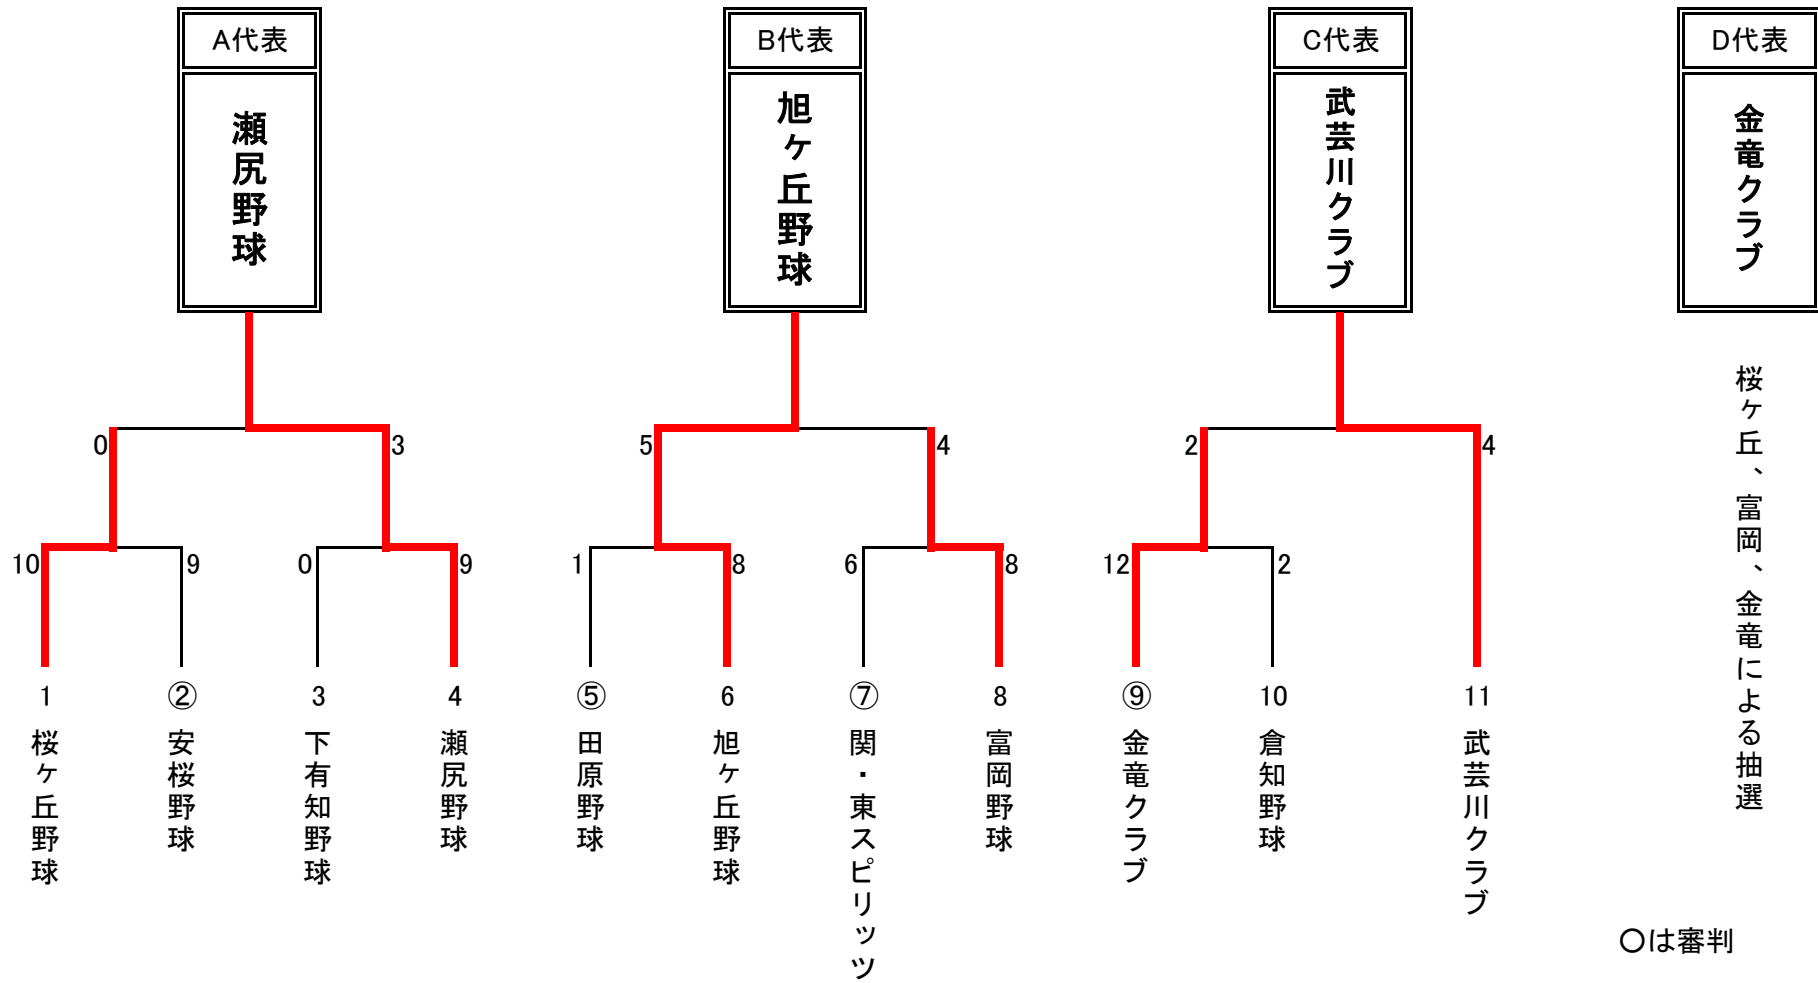 A代表
瀬尻野球
B代表
旭ヶ丘野球
C代表
武芸川クラブ
D代表
金竜クラブ
桜ヶ丘、富岡、金竜による抽選
0
3
5
4
2
4
10
9
0
9
1
8
6
8
12
2
1
桜ヶ丘野球
②
安桜野球
3
下有知野球
4
瀬尻野球
⑤
田原野球
6
旭ヶ丘野球
⑦
関・東スピリッツ
8
富岡野球
⑨
金竜クラブ
10
倉知野球
11
武芸川クラブ
〇は審判